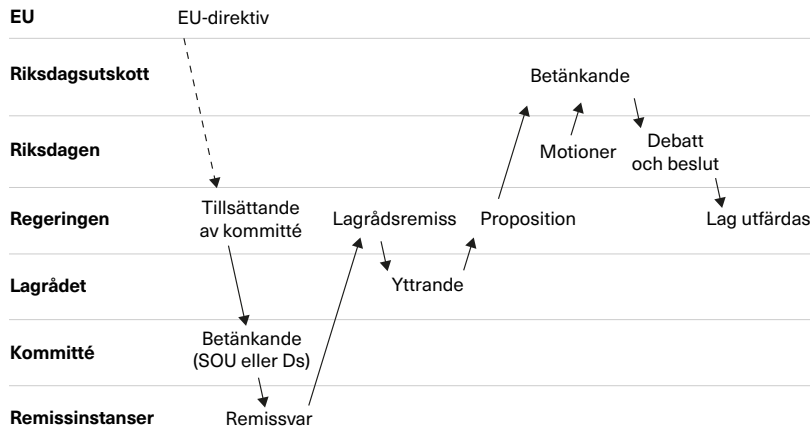 EU EU-direktiv
Riksdagsutskott Betänkande
Riksdagen Motioner Debatt
och beslut
Regeringen Tillsättande
av kommitté Lagrådsremiss Proposition Lag utfärdas
Lagrådet Yttrande
Kommitté Betänkande
(SOU eller Ds)
Remissinstanser Remissvar